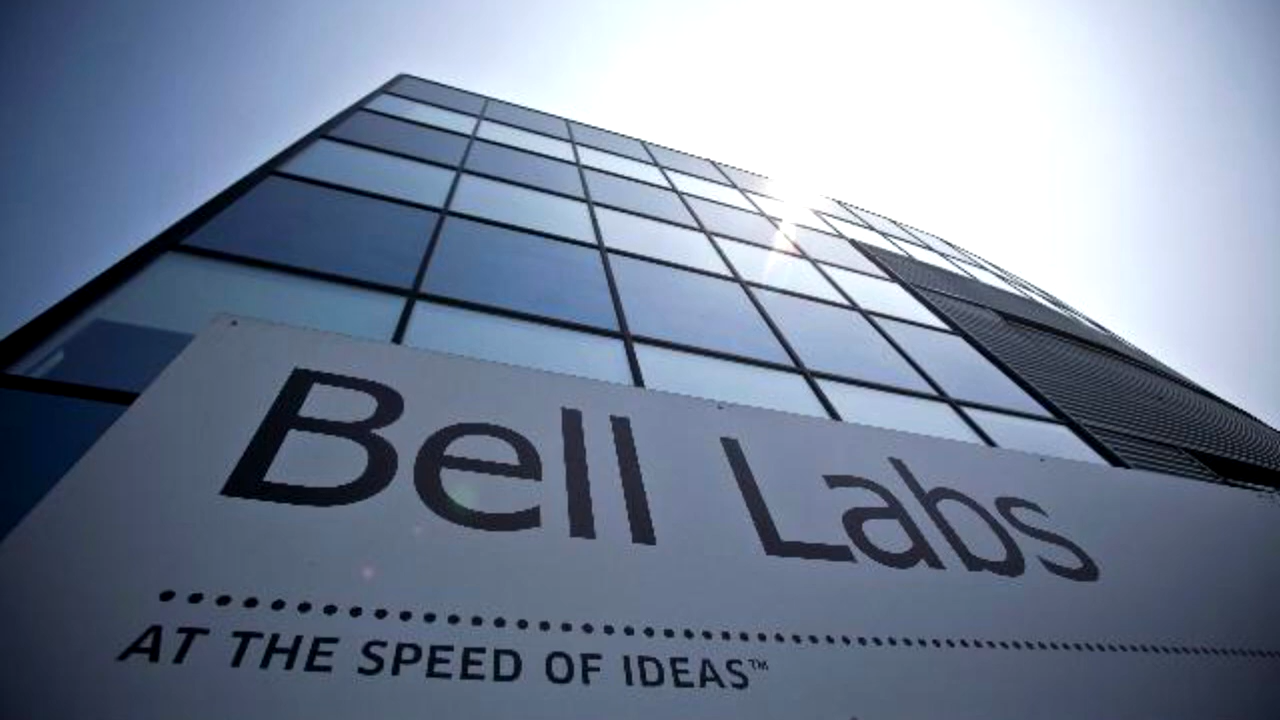 Bell Labs
AT THE SPEED OF IDEAS™